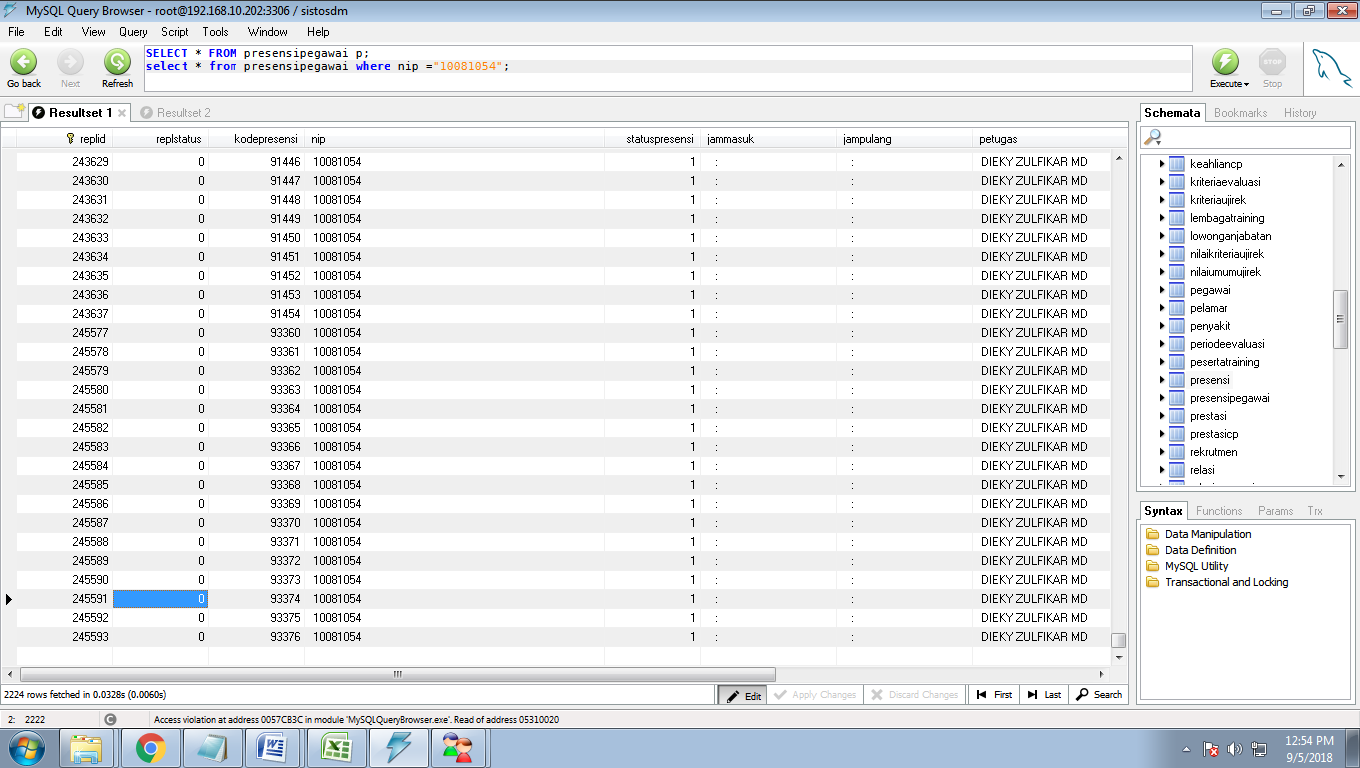 MySQL Query Browser - root@192.168.10.202:3306 / sistosdm
File Edit View Query Script Tools Window Help
Go back Next Refresh
SELECT * FROM presensipegawai p;
select * from presensipegawai where nip ="10081054";
Execute Stop
Resultset 1 Resultset 2
replid replstatus kodepresensi nip statuspresensi jammasuk jampulang petugas
243629 0 91446 10081054 1 : : DIEKY ZULFIKAR MD
243630 0 91447 10081054 1 : : DIEKY ZULFIKAR MD
243631 0 91448 10081054 1 : : DIEKY ZULFIKAR MD
243632 0 91449 10081054 1 : : DIEKY ZULFIKAR MD
243633 0 91450 10081054 1 : : DIEKY ZULFIKAR MD
243634 0 91451 10081054 1 : : DIEKY ZULFIKAR MD
243635 0 91452 10081054 1 : : DIEKY ZULFIKAR MD
243636 0 91453 10081054 1 : : DIEKY ZULFIKAR MD
243637 0 91454 10081054 1 : : DIEKY ZULFIKAR MD
245577 0 93360 10081054 1 : : DIEKY ZULFIKAR MD
245578 0 93361 10081054 1 : : DIEKY ZULFIKAR MD
245579 0 93362 10081054 1 : : DIEKY ZULFIKAR MD
245580 0 93363 10081054 1 : : DIEKY ZULFIKAR MD
245581 0 93364 10081054 1 : : DIEKY ZULFIKAR MD
245582 0 93365 10081054 1 : : DIEKY ZULFIKAR MD
245583 0 93366 10081054 1 : : DIEKY ZULFIKAR MD
245584 0 93367 10081054 1 : : DIEKY ZULFIKAR MD
245585 0 93368 10081054 1 : : DIEKY ZULFIKAR MD
245586 0 93369 10081054 1 : : DIEKY ZULFIKAR MD
245587 0 93370 10081054 1 : : DIEKY ZULFIKAR MD
245588 0 93371 10081054 1 : : DIEKY ZULFIKAR MD
245589 0 93372 10081054 1 : : DIEKY ZULFIKAR MD
245590 0 93373 10081054 1 : : DIEKY ZULFIKAR MD
245591 0 93374 10081054 1 : : DIEKY ZULFIKAR MD
245592 0 93375 10081054 1 : : DIEKY ZULFIKAR MD
245593 0 93376 10081054 1 : : DIEKY ZULFIKAR MD
2224 rows fetched in 0.0328s (0.0060s)
Edit Apply Changes Discard Changes First Last Search
Schemata Bookmarks History
keahliancp
kriteriaevaluasi
kriteriaujirek
lembagatraining
lowonganjabatan
nilaikriteriaujirek
nilaiumumujirek
pegawai
pelamar
penyakit
periodeevaluasi
pesertatraining
presensi
presensipegawai
prestasi
prestasicp
rekrutmen
relasi
Syntax Functions Params Trx
Data Manipulation
Data Definition
MySQL Utility
Transactional and Locking
2: 2222 Access violation at address 0057CB3C in module 'MySQLQueryBrowser.exe'. Read of address 05310020
12:54 PM
9/5/2018